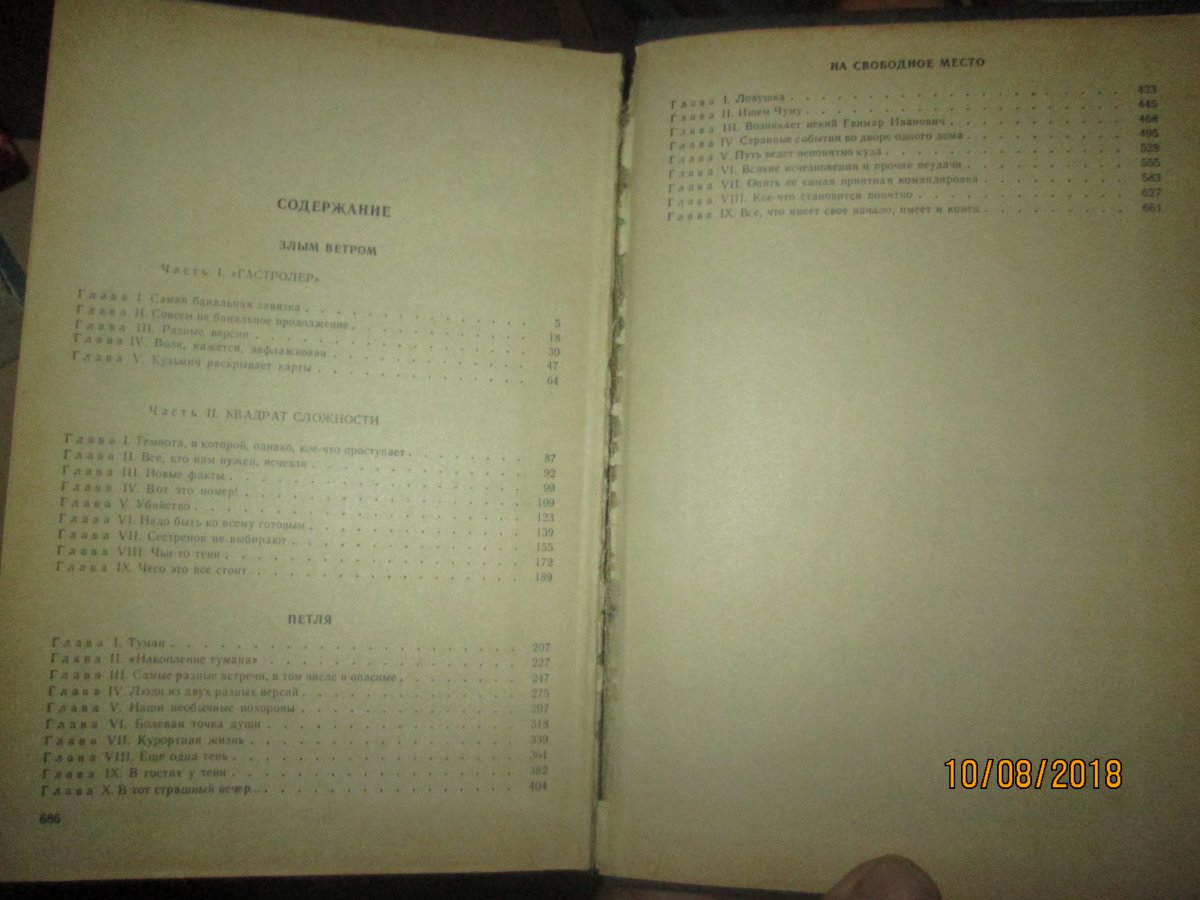 СОДЕРЖАНИЕ
ЗЛЫМ ВЕТРОМ
Часть I. «ГАСТРОЛЕР»
Глава I Самая банальная завязка . . . . . . . . . . . . 5
Глава II. Совсем не банальное продолжение . . . . . . . . . . . . 18
Глава III. Разные версии . . . . . . . . . . . . 30
Глава IV. Волк, кажется, зафлажкован . . . . . . . . . . . . 47
Глава V. Кузьмич раскрывает карты . . . . . . . . . . . . 64
Часть II. КВАДРАТ СЛОЖНОСТИ
Глава I. Темнота, в которой, однако, кое-что проступает . . . . . . . 87
Глава II. Все, кто нам нужен, исчезли . . . . . . . . . . . . 92
Глава III. Новые факты . . . . . . . . . . . . 99
Глава IV. Вот это номер! . . . . . . . . . . . . 109
Глава V. Убийство . . . . . . . . . . . . 123
Глава VI. Надо быть ко всему готовым . . . . . . . . . . . . 139
Глава VII. Сестренок не выбирают . . . . . . . . . . . . 155
Глава VIII. Чьи-то тени . . . . . . . . . . . . 172
Глава IX. Чего это все стоит . . . . . . . . . . . . 189
ПЕТЛЯ
Глава I. Туман . . . . . . . . . . . . 207
Глава II. «Накопление тумана» . . . . . . . . . . . . 227
Глава III. Самые разные встречи, в том числе и опасные . . . . . . . 247
Глава IV. Люди из двух разных версий . . . . . . . . . . . . 275
Глава V. Наши необычные похороны . . . . . . . . . . . . 297
Глава VI. Болевая точка души . . . . . . . . . . . . 318
Глава VII. Курортная жизнь . . . . . . . . . . . . 339
Глава VIII. Еще одна тень . . . . . . . . . . . . 361
Глава IX. В гостях у тени . . . . . . . . . . . . 382
Глава X. В тот страшный вечер... . . . . . . . . . . . . 404
686
НА СВОБОДНОЕ МЕСТО
Глава I. Ловушка . . . . . . . . . . . . 433
Глава II. Ищем Чуму . . . . . . . . . . . . 445
Глава III. Возникает некий Гвимар Иванович . . . . . . . . . . . . 468
Глава IV Странные события во дворе одного дома . . . . . . . . . . . . 495
Глава V. Путь ведет непонятно куда . . . . . . . . . . . . 528
Глава VI. Всякие исчезновения и прочие неудачи . . . . . . . . . . . . 555
Глава VII. Опять не самая приятная командировка . . . . . . . . . . . . 583
Глава VIII. Кое-что становится понятно . . . . . . . . . . . . 627
Глава IX. Все, что имеет свое начало, имеет и конец . . . . . . . . . . . . 661
10/08/2018